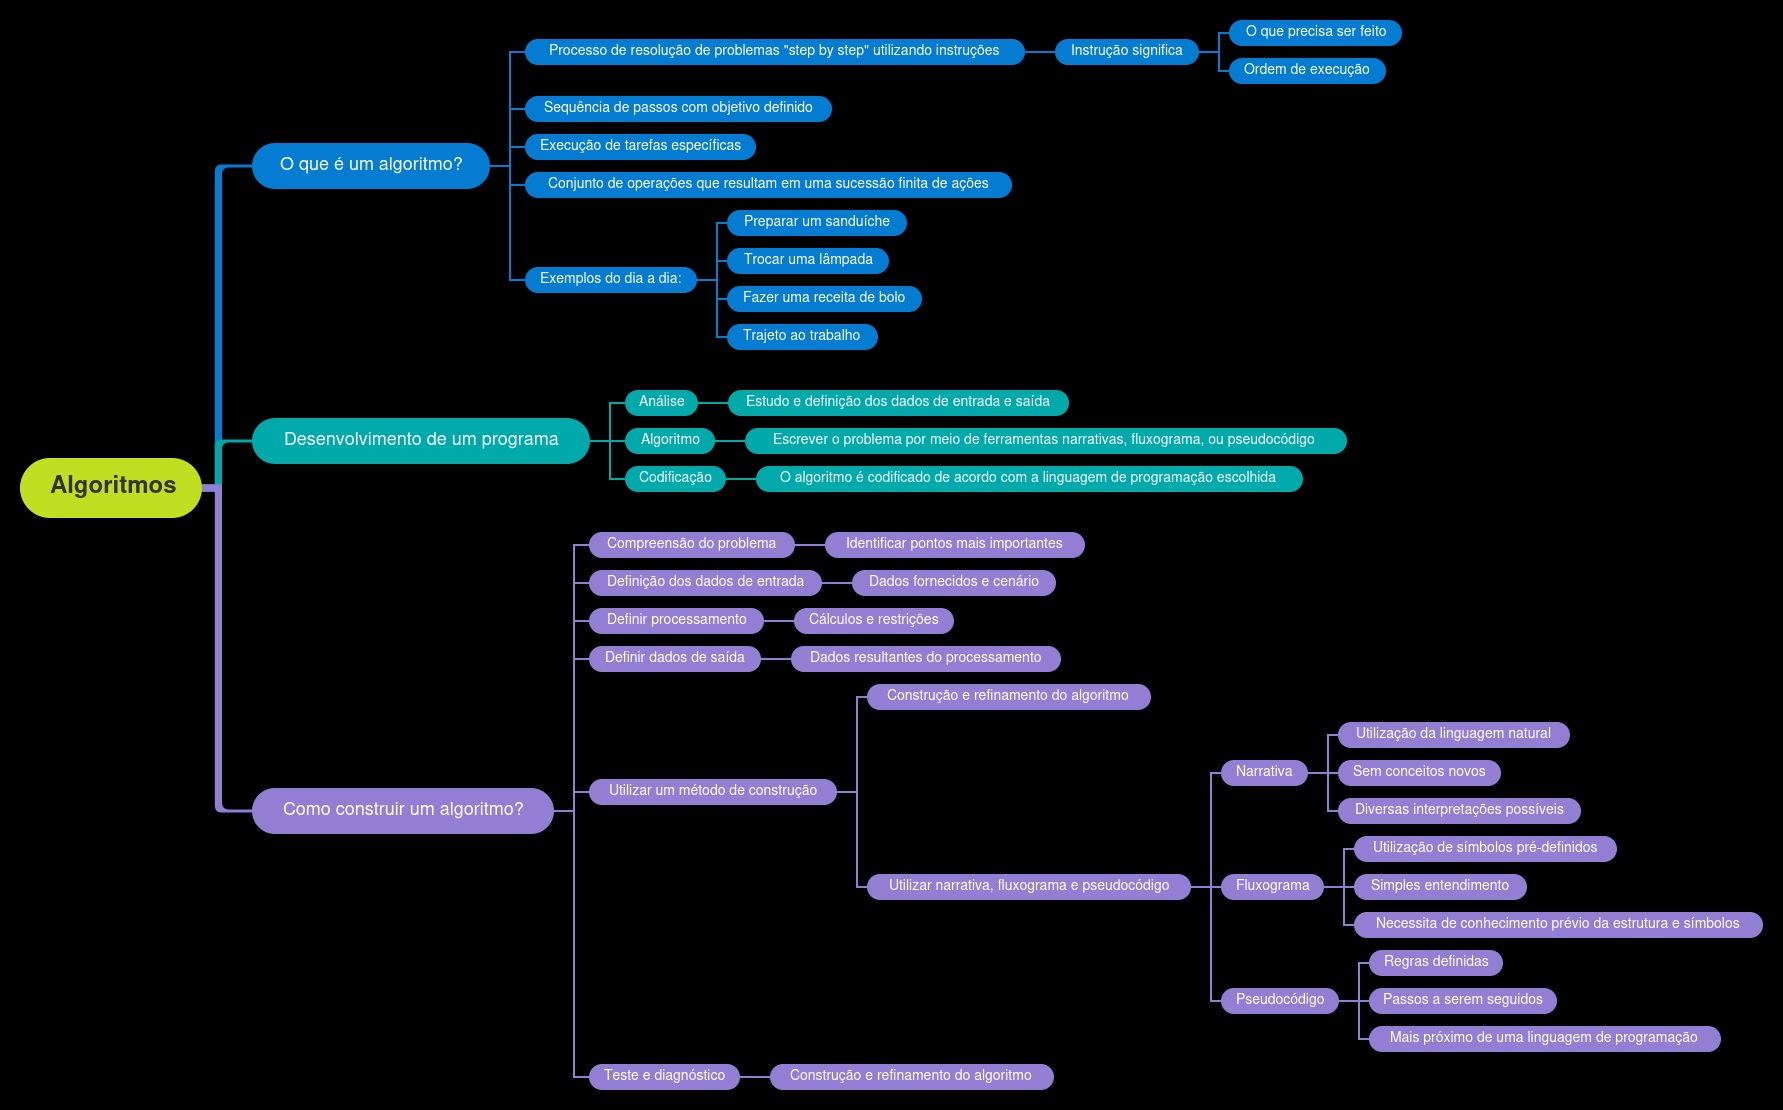 Algoritmos
O que é um algoritmo?
Processo de resolução de problemas "step by step" utilizando instruções
Instrução significa
O que precisa ser feito
Ordem de execução
Sequência de passos com objetivo definido
Execução de tarefas específicas
Conjunto de operações que resultam em uma sucessão finita de ações
Exemplos do dia a dia:
Preparar um sanduíche
Trocar uma lâmpada
Fazer uma receita de bolo
Trajeto ao trabalho
Desenvolvimento de um programa
Análise
Estudo e definição dos dados de entrada e saída
Algoritmo
Escrever o problema por meio de ferramentas narrativas, fluxograma, ou pseudocódigo
Codificação
O algoritmo é codificado de acordo com a linguagem de programação escolhida
Como construir um algoritmo?
Compreensão do problema
Identificar pontos mais importantes
Definição dos dados de entrada
Dados fornecidos e cenário
Definir processamento
Cálculos e restrições
Definir dados de saída
Dados resultantes do processamento
Utilizar um método de construção
Construção e refinamento do algoritmo
Utilizar narrativa, fluxograma e pseudocódigo
Narrativa
Utilização da linguagem natural
Sem conceitos novos
Diversas interpretações possíveis
Fluxograma
Utilização de símbolos pré-definidos
Simples entendimento
Necessita de conhecimento prévio da estrutura e símbolos
Pseudocódigo
Regras definidas
Passos a serem seguidos
Mais próximo de uma linguagem de programação
Teste e diagnóstico
Construção e refinamento do algoritmo